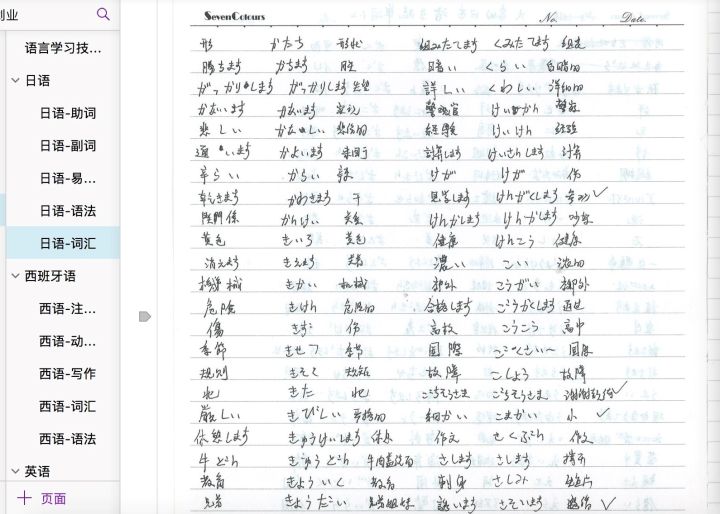 刂业
语言学习技...
日语
日语-助词
日语-副词
日语-易...
日语-语法
日语-词汇
西班牙语
西语-注...
西语-动...
西语-写作
西语-词汇
西语-语法
英语
页面
SevenColours No. Date.
形 かたち 形状 組みたてます くみたてます 组装
勝ちます かちます 胜 暗い くらい 昏暗的
がっかりします がっかりします 失望 詳しい くわしい 详细的
かないます かないます 实现 警察官 けいかん 警察
悲しい かなしい 悲伤的 経験 けいけん 经验
通います かよいます 計算します けいさんします 计算
辛らい からい 辣 けが けが 伤
乾きます かわきます 干 見学します けんがくします 参观
関係 かんけい 关系 けんかします けんかします 吵架
黄色 きいろ 黄色 健康 けんこう 健康
消えます きえます 濃い こい 浓的
機械 きかい 机械 郊外 こうがい 郊外
危険 きけん 危险的 合格します ごうかくします 通过
傷 きず 伤 高校 こうこう 高中
季節 きせつ 季节 国際 こくさい〜 国际
規則 きそく 规矩 故障 こしょう 故障
北 きた 北 ごちそうさま ごちそうさま 谢谢款待
厳しい きびしい 严格的 細かい こまかい 小
休憩します きゅうけいします 休息 作文 さくぶん 作文
牛どん ぎゅうどん 牛肉盖饭 さします さします
教育 きょういく 教育 刺身 さしみ 生鱼片
兄弟 きょうだい 兄弟姐妹 誘います さそいます 邀请